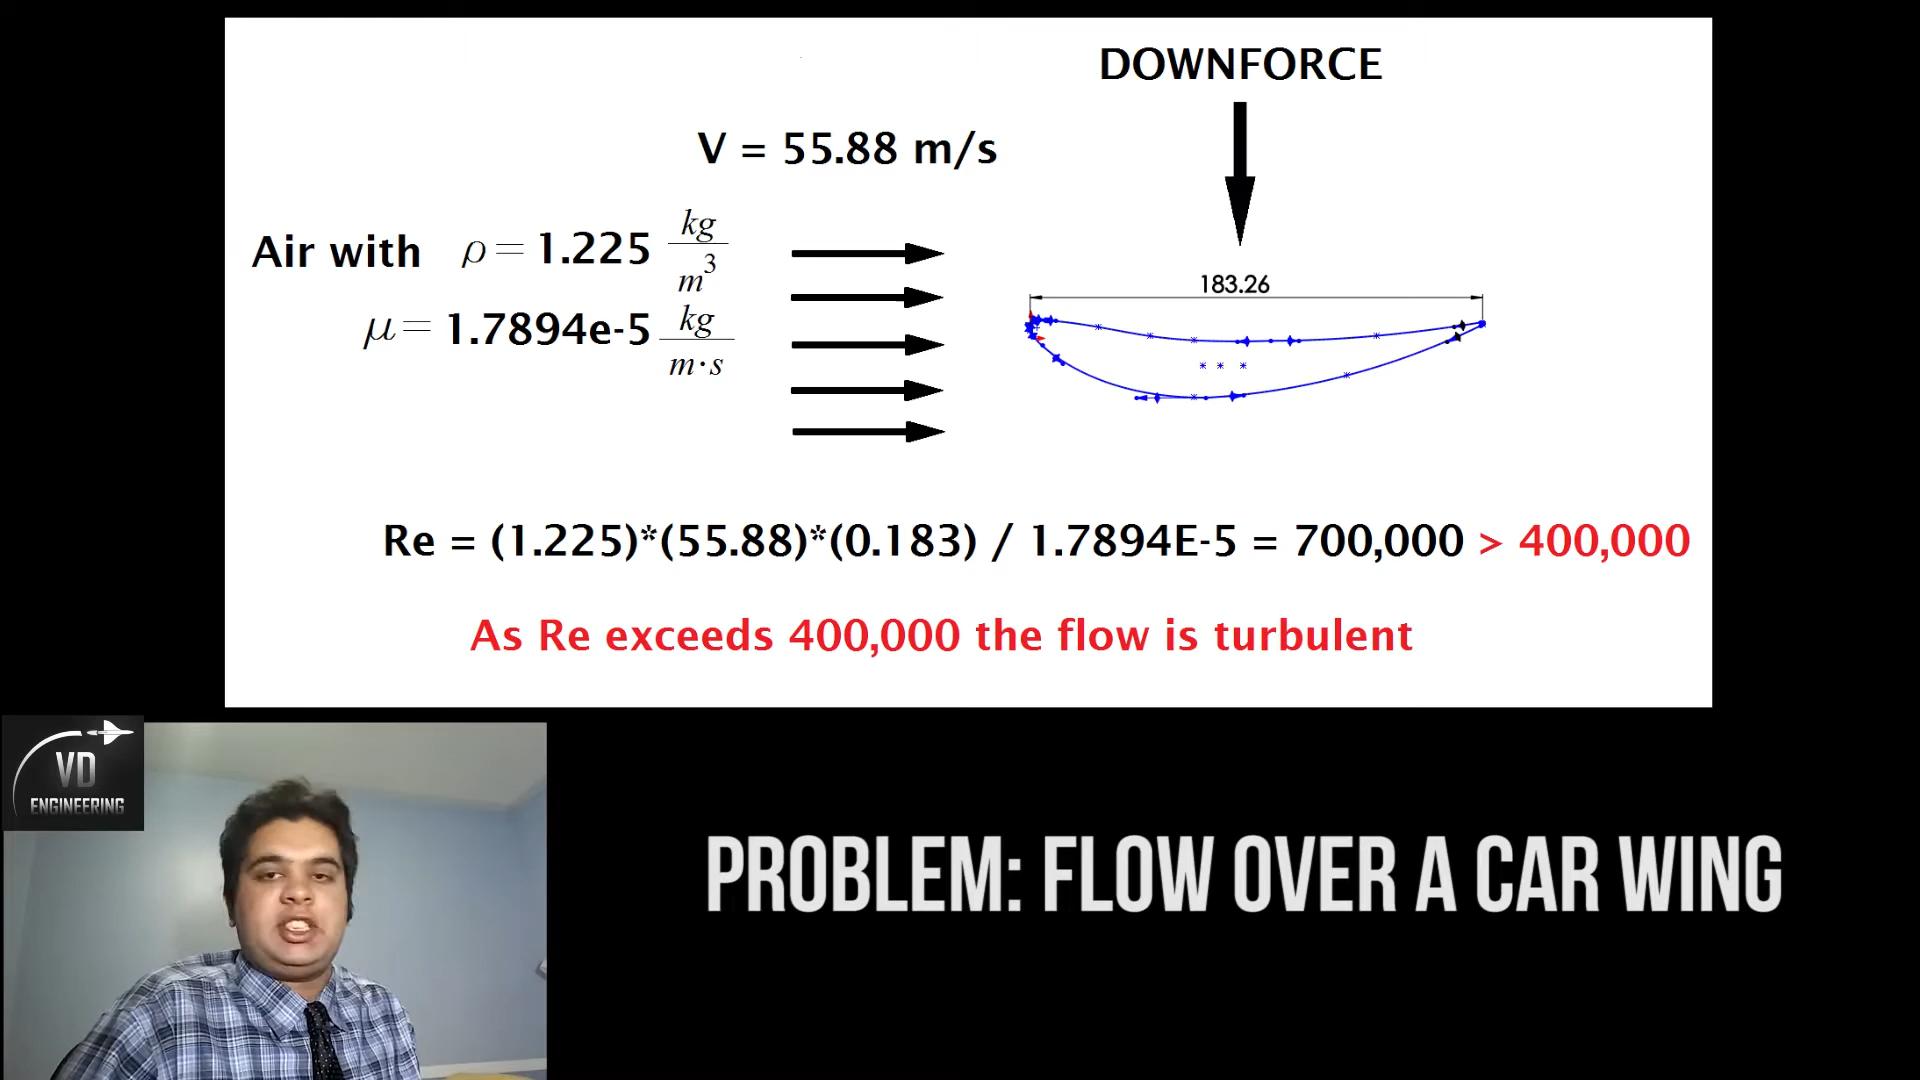 DOWNFORCE
V = 55.88 m/s
Air with ρ = 1.225 kg/m³
μ = 1.7894e-5 kg/m·s
183.26
Re = (1.225)*(55.88)*(0.183) / 1.7894E-5 = 700,000 > 400,000
As Re exceeds 400,000 the flow is turbulent
VD
ENGINEERING
PROBLEM: FLOW OVER A CAR WING